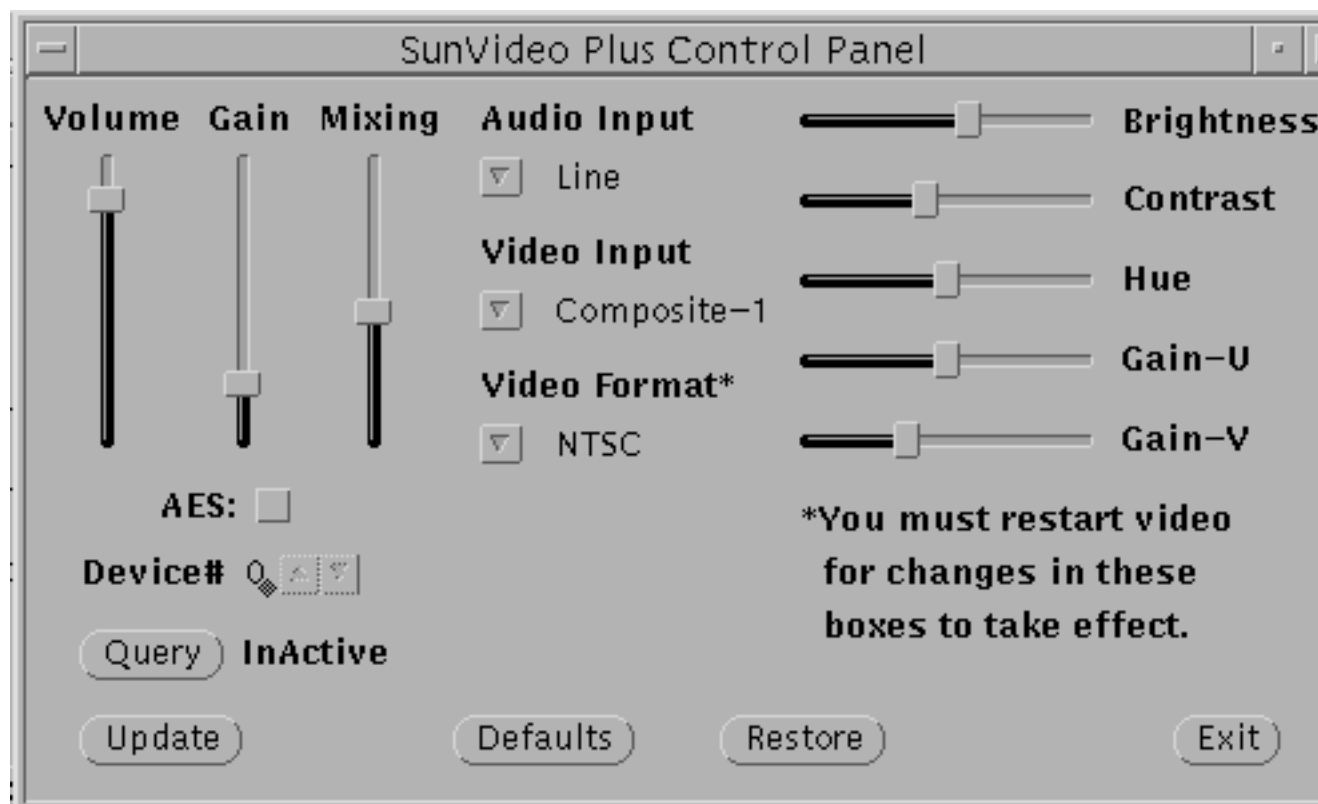 SunVideo Plus Control Panel
Volume Gain Mixing
Audio Input
Line
Video Input
Composite-1
Video Format*
NTSC
Brightness
Contrast
Hue
Gain-U
Gain-V
*You must restart video
for changes in these
boxes to take effect.
AES:
Device# 0
Query InActive
Update Defaults Restore Exit